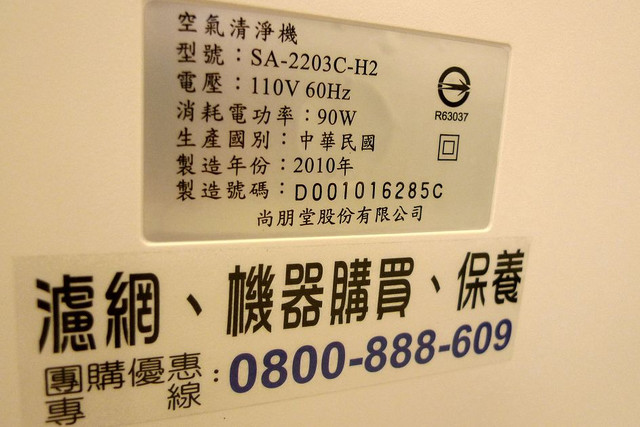 空氣清淨機
型號：SA-2203C-H2
電壓：110V 60Hz
消耗電功率：90W
生產國別：中華民國
製造年份：2010年
製造號碼：D001016285C
尚朋堂股份有限公司
R63037
濾網、機器購買、保養
團購優惠專線：0800-888-609